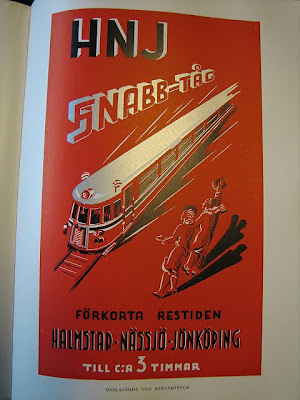 HNJ
SNABB-TÅG
FÖRKORTA RESTIDEN
HALMSTAD-NÄSSJÖ-JÖNKÖPING
TILL C:A 3 TIMMAR